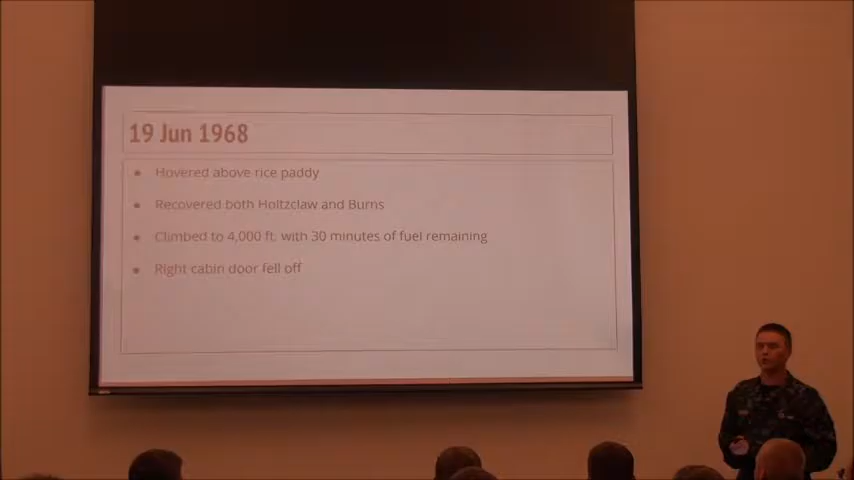 19 Jun 1968
Hovered above rice paddy
Recovered both Holtzclaw and Burns
Climbed to 4,000 ft. with 30 minutes of fuel remaining
Right cabin door fell off